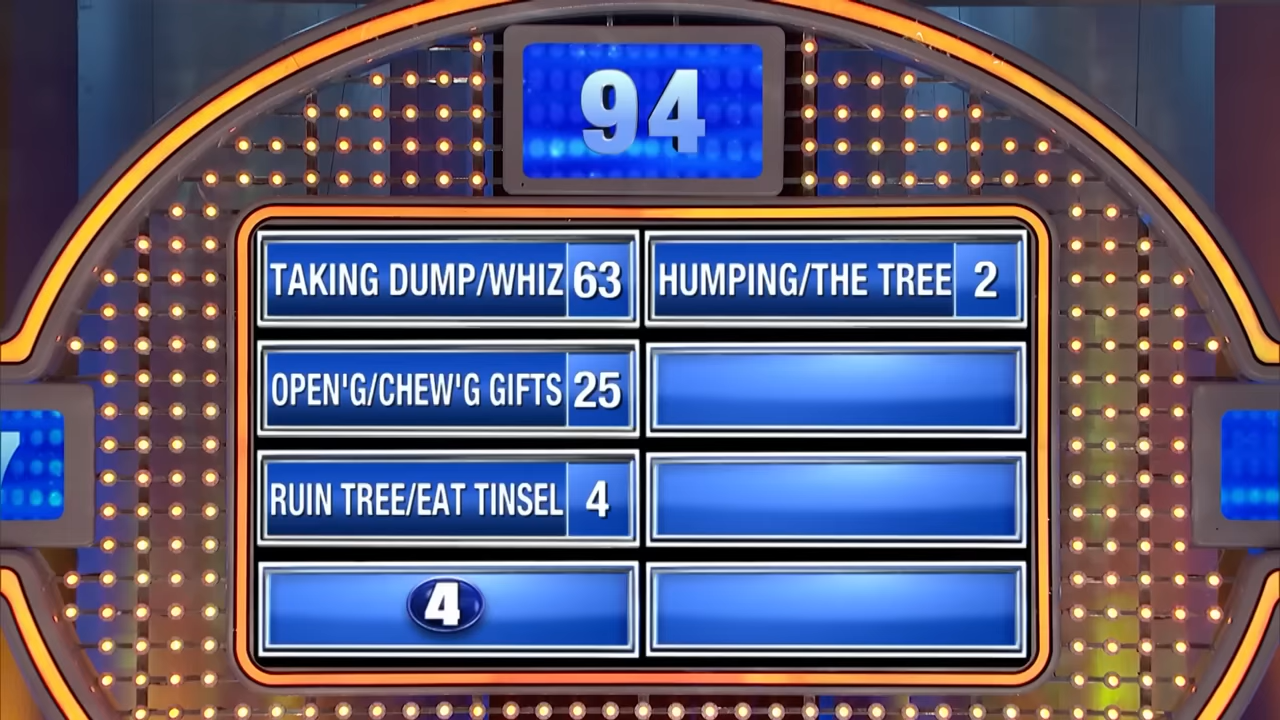 94
TAKING DUMP/WHIZ 63
HUMPING/THE TREE 2
OPEN'G/CHEW'G GIFTS 25
RUIN TREE/EAT TINSEL 4
4
7